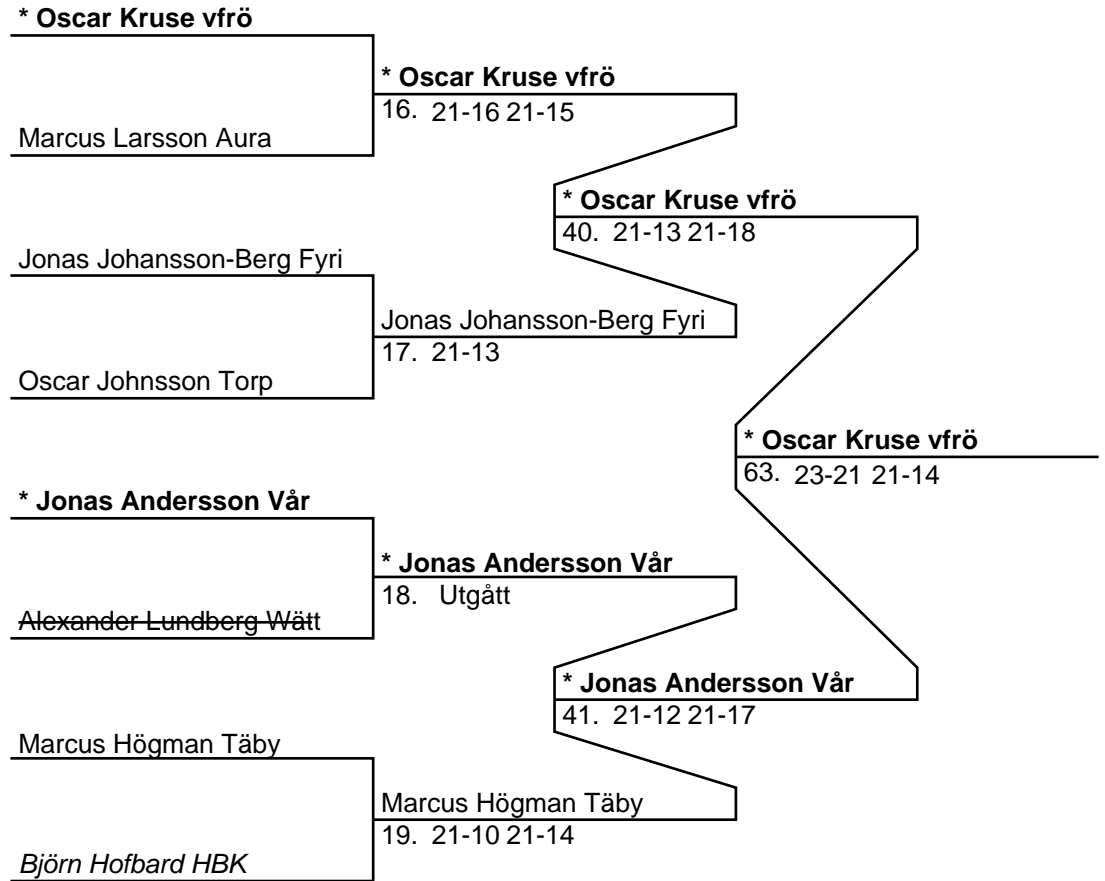 * Oscar Kruse vfrö
* Oscar Kruse vfrö
16. 21-16 21-15
Marcus Larsson Aura
* Oscar Kruse vfrö
40. 21-13 21-18
Jonas Johansson-Berg Fyri
Jonas Johansson-Berg Fyri
17. 21-13
Oscar Johnsson Torp
* Oscar Kruse vfrö
63. 23-21 21-14
* Jonas Andersson Vår
* Jonas Andersson Vår
18. Utgått
Alexander Lundberg Wätt
* Jonas Andersson Vår
41. 21-12 21-17
Marcus Högman Täby
Marcus Högman Täby
19. 21-10 21-14
Björn Hofbard HBK